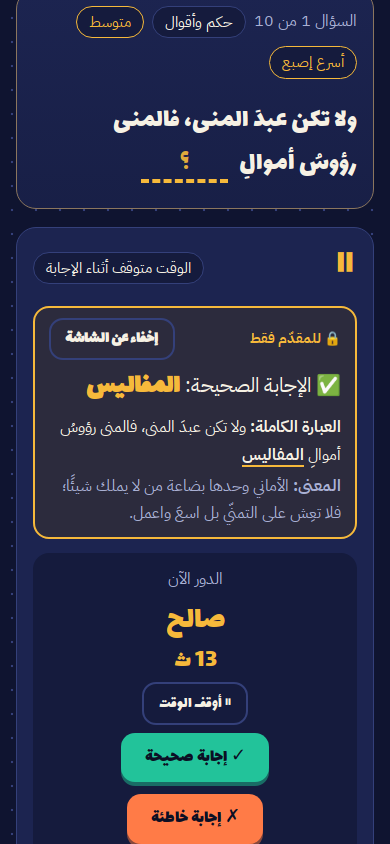 السؤال 1 من 10 حكم وأقوال متوسط
أسرع إصبع
ولا تكن عبدَ المنى، فالمنى
رؤوسُ أموالِ ؟
الوقت متوقف أثناء الإجابة
🔒 للمقدّم فقط إخفاء عن الشاشة
✅ الإجابة الصحيحة: المفاليس
العبارة الكاملة: ولا تكن عبدَ المنى، فالمنى رؤوسُ
أموالِ المفاليس
المعنى: الأماني وحدها بضاعة من لا يملك شيئًا؛
فلا تعِش على التمنّي بل اسعَ واعمل.
الدور الآن
صالح
13 ث
⏸ أوقف الوقت
✓ إجابة صحيحة
✗ إجابة خاطئة